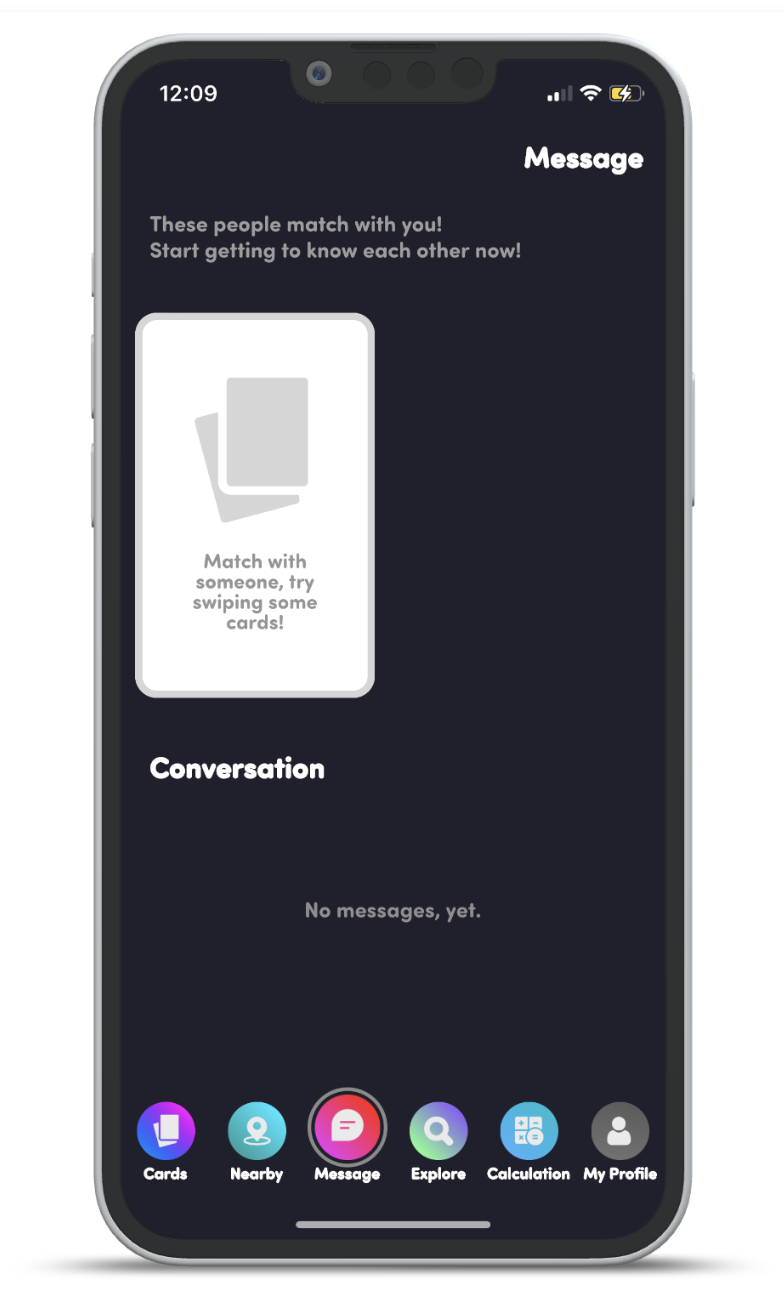 12:09
Message
These people match with you!
Start getting to know each other now!
Match with
someone, try
swiping some
cards!
Conversation
No messages, yet.
Cards
Nearby
Message
Explore
Calculation
My Profile